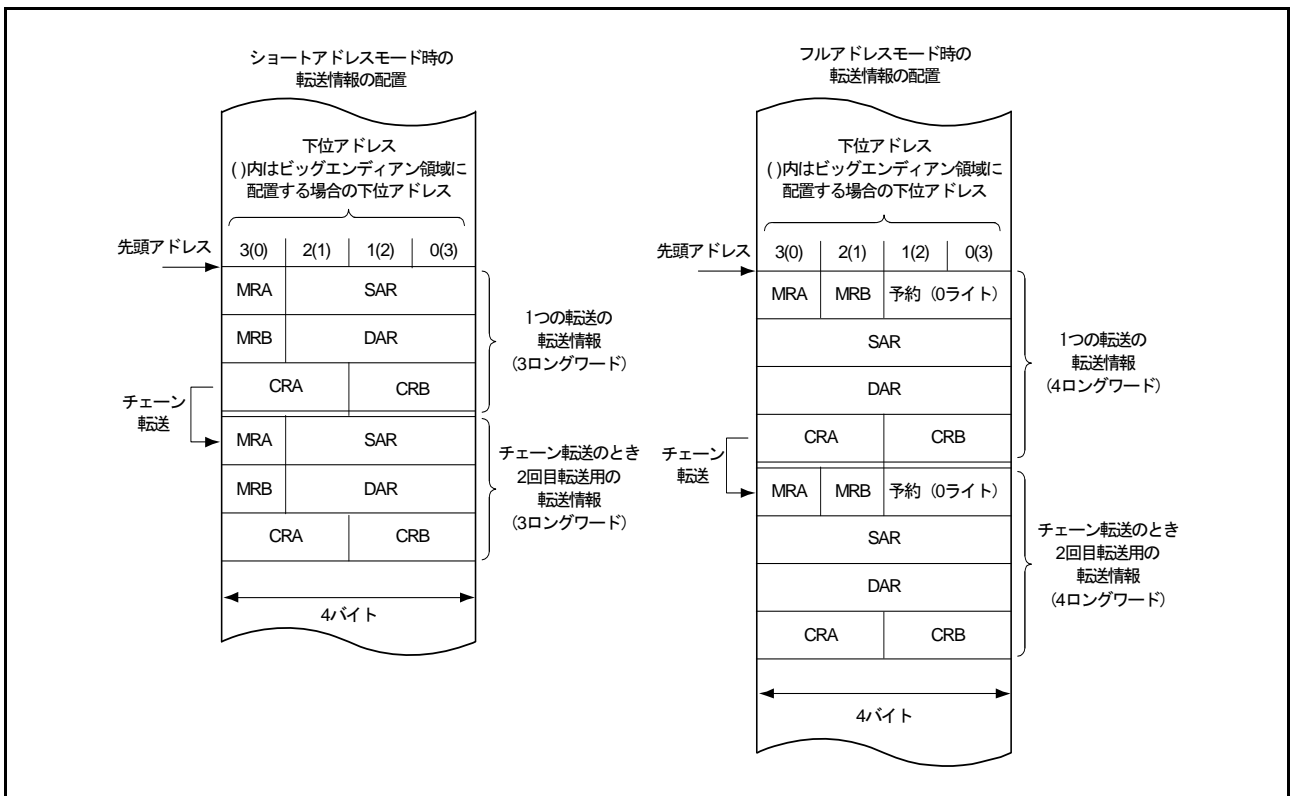 ショートアドレスモード時の
転送情報の配置
下位アドレス
( )内はビッグエンディアン領域に
配置する場合の下位アドレス
先頭アドレス
3(0) 2(1) 1(2) 0(3)
MRA SAR
MRB DAR
CRA CRB
1つの転送の
転送情報
(3ロングワード)
チェーン
転送
MRA SAR
MRB DAR
CRA CRB
チェーン転送のとき
2回目転送用の
転送情報
(3ロングワード)
4バイト
フルアドレスモード時の
転送情報の配置
下位アドレス
( )内はビッグエンディアン領域に
配置する場合の下位アドレス
先頭アドレス
3(0) 2(1) 1(2) 0(3)
MRA MRB 予約 (0ライト)
SAR
DAR
CRA CRB
1つの転送の
転送情報
(4ロングワード)
チェーン
転送
MRA MRB 予約 (0ライト)
SAR
DAR
CRA CRB
チェーン転送のとき
2回目転送用の
転送情報
(4ロングワード)
4バイト